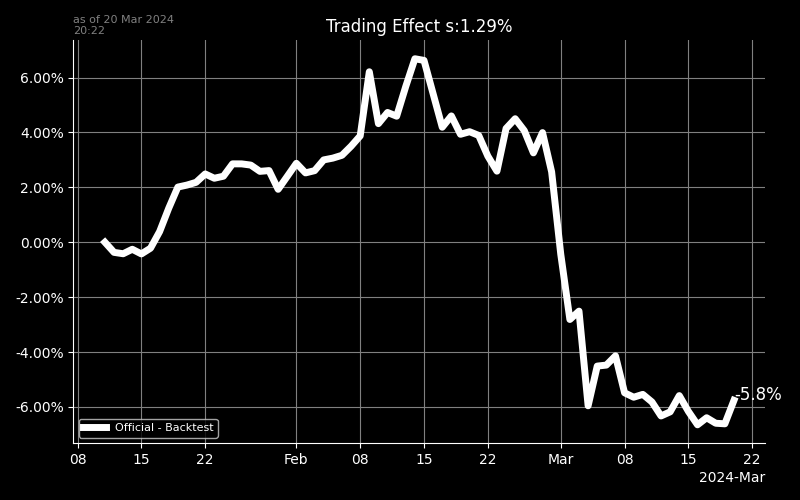 as of 20 Mar 2024
20:22
Trading Effect s:1.29%
6.00%
4.00%
2.00%
0.00%
-2.00%
-4.00%
-6.00%
-5.8%
Official - Backtest
08 15 22 Feb 08 15 22 Mar 08 15 22
2024-Mar